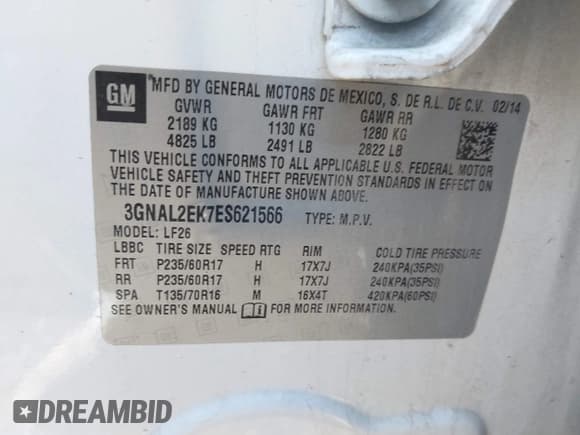 GM
MFD BY GENERAL MOTORS DE MEXICO, S. DE R.L. DE C.V. 02/14
GVWR GAWR FRT GAWR RR
2189 KG 1130 KG 1280 KG
4825 LB 2491 LB 2822 LB
THIS VEHICLE CONFORMS TO ALL APPLICABLE U.S. FEDERAL MOTOR
VEHICLE SAFETY AND THEFT PREVENTION STANDARDS IN EFFECT ON
THE DATE OF MANUFACTURE SHOWN ABOVE.
3GNAL2EK7ES621566 TYPE: M.P.V.
MODEL: LF26
LBBC TIRE SIZE SPEED RTG RIM COLD TIRE PRESSURE
FRT P235/60R17 H 17X7J 240KPA(35PSI)
RR P235/60R17 H 17X7J 240KPA(35PSI)
SPA T135/70R16 M 16X4T 420KPA(60PSI)
SEE OWNER'S MANUAL FOR MORE INFORMATION.
DREAMBID